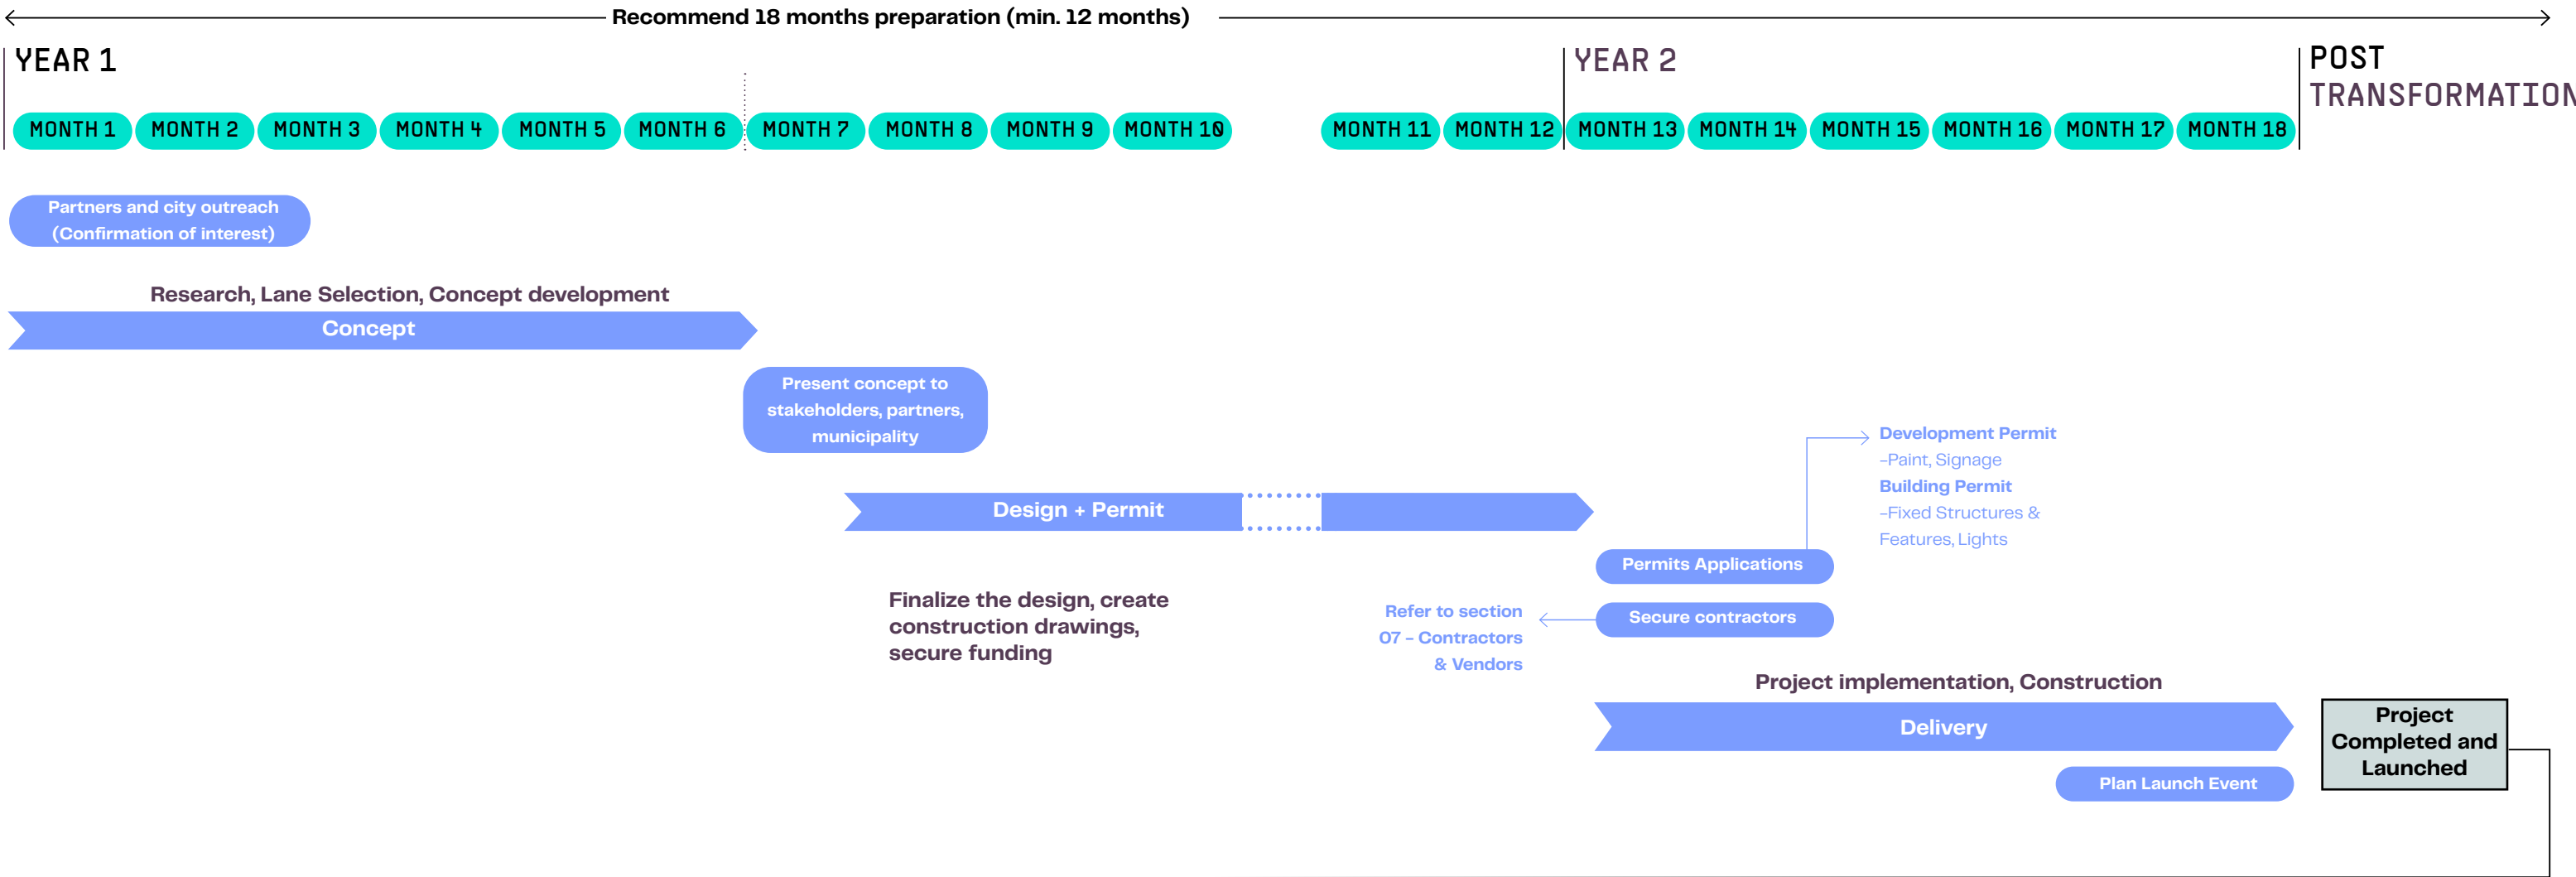 Recommend 18 months preparation (min. 12 months)
YEAR 1
YEAR 2
POST
TRANSFORMATION
MONTH 1
MONTH 2
MONTH 3
MONTH 4
MONTH 5
MONTH 6
MONTH 7
MONTH 8
MONTH 9
MONTH 10
MONTH 11
MONTH 12
MONTH 13
MONTH 14
MONTH 15
MONTH 16
MONTH 17
MONTH 18
Partners and city outreach
(Confirmation of interest)
Research, Lane Selection, Concept development
Concept
Present concept to
stakeholders, partners,
municipality
Design + Permit
Finalize the design, create
construction drawings,
secure funding
Development Permit
-Paint, Signage
Building Permit
-Fixed Structures &
Features, Lights
Permits Applications
Secure contractors
Refer to section
07 - Contractors
& Vendors
Project implementation, Construction
Delivery
Plan Launch Event
Project
Completed and
Launched